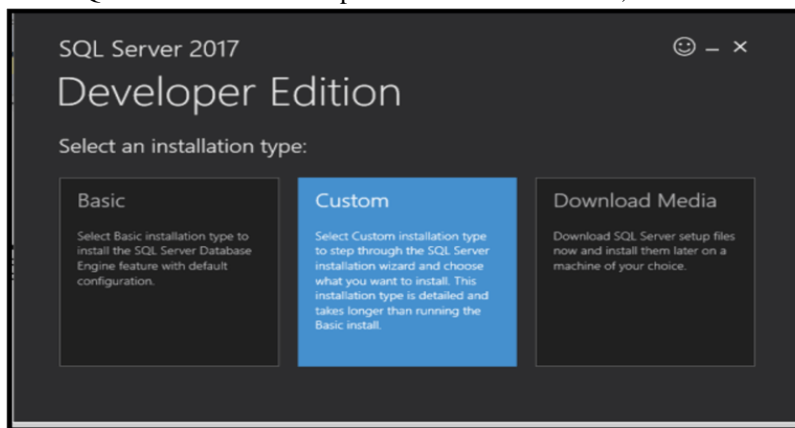 SQL Server 2017
Developer Edition
Select an installation type:
Basic
Select Basic installation type to
install the SQL Server Database
Engine feature with default
configuration.
Custom
Select Custom installation type
to step through the SQL Server
installation wizard and choose
what you want to install. This
installation type is detailed and
takes longer than running the
Basic install.
Download Media
Download SQL Server setup files
now and install them later on a
machine of your choice.